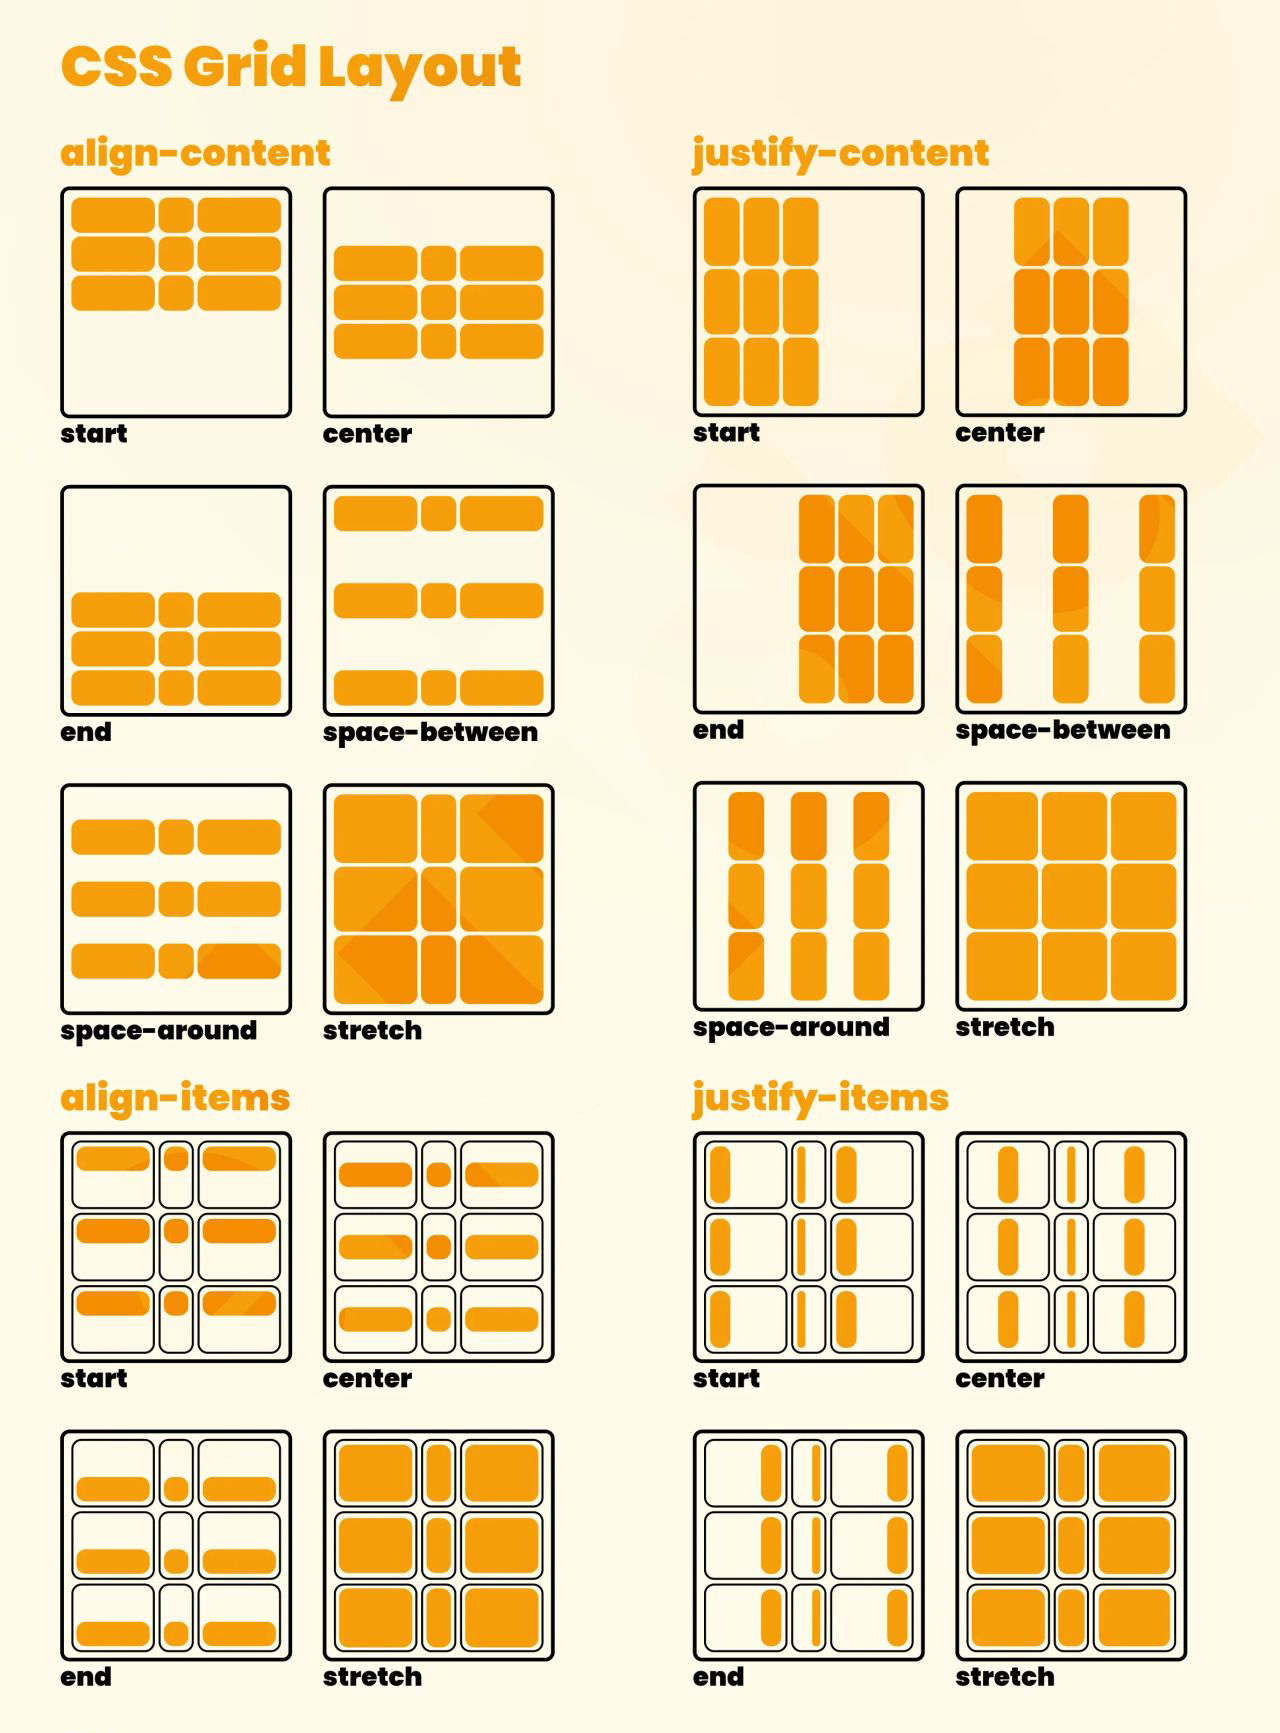 CSS Grid Layout
align-content
start
center
end
space-between
space-around
stretch
justify-content
start
center
end
space-between
space-around
stretch
align-items
start
center
end
stretch
justify-items
start
center
end
stretch